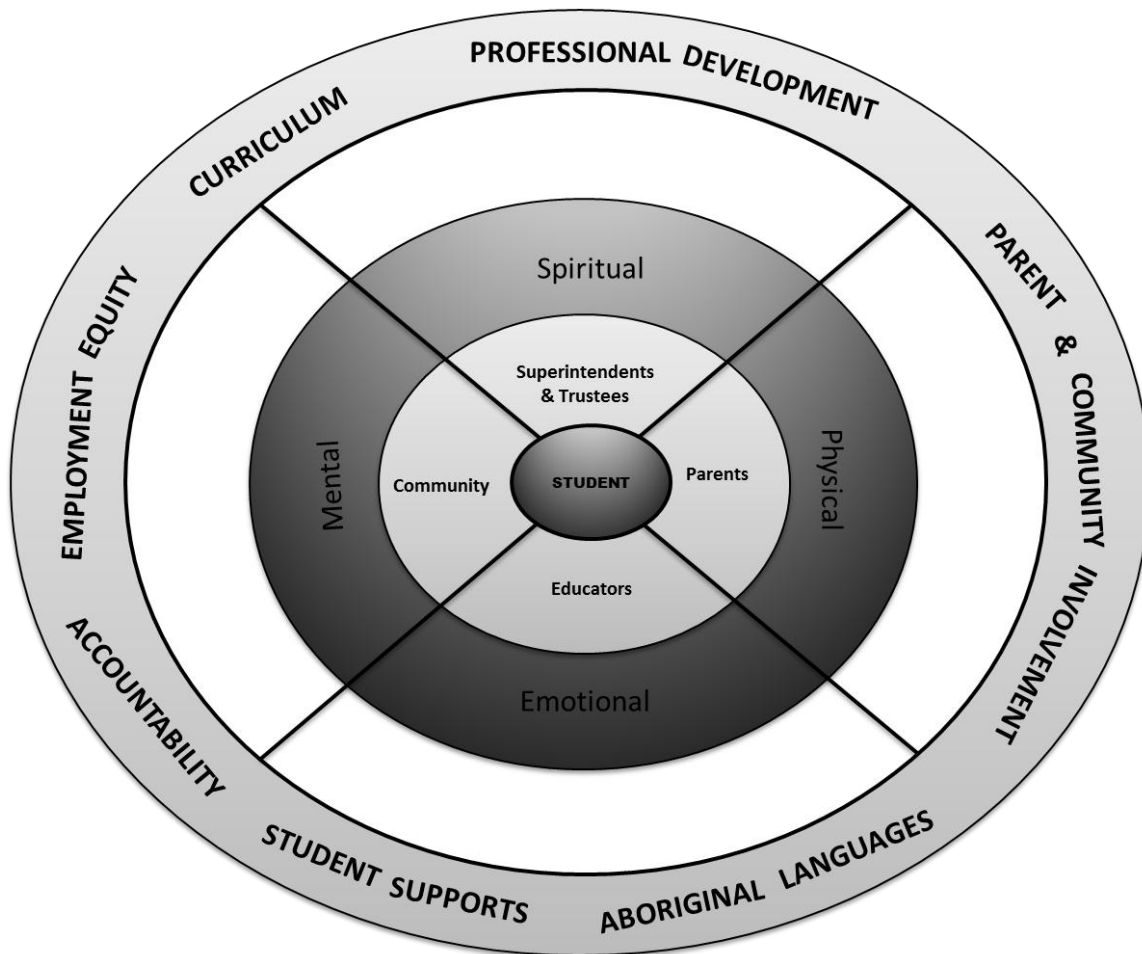 PROFESSIONAL DEVELOPMENT
PARENT & COMMUNITY INVOLVEMENT
ABORIGINAL LANGUAGES
STUDENT SUPPORTS
ACCOUNTABILITY
EMPLOYMENT EQUITY
CURRICULUM
Spiritual
Physical
Emotional
Mental
Superintendents
& Trustees
Parents
Educators
Community
STUDENT